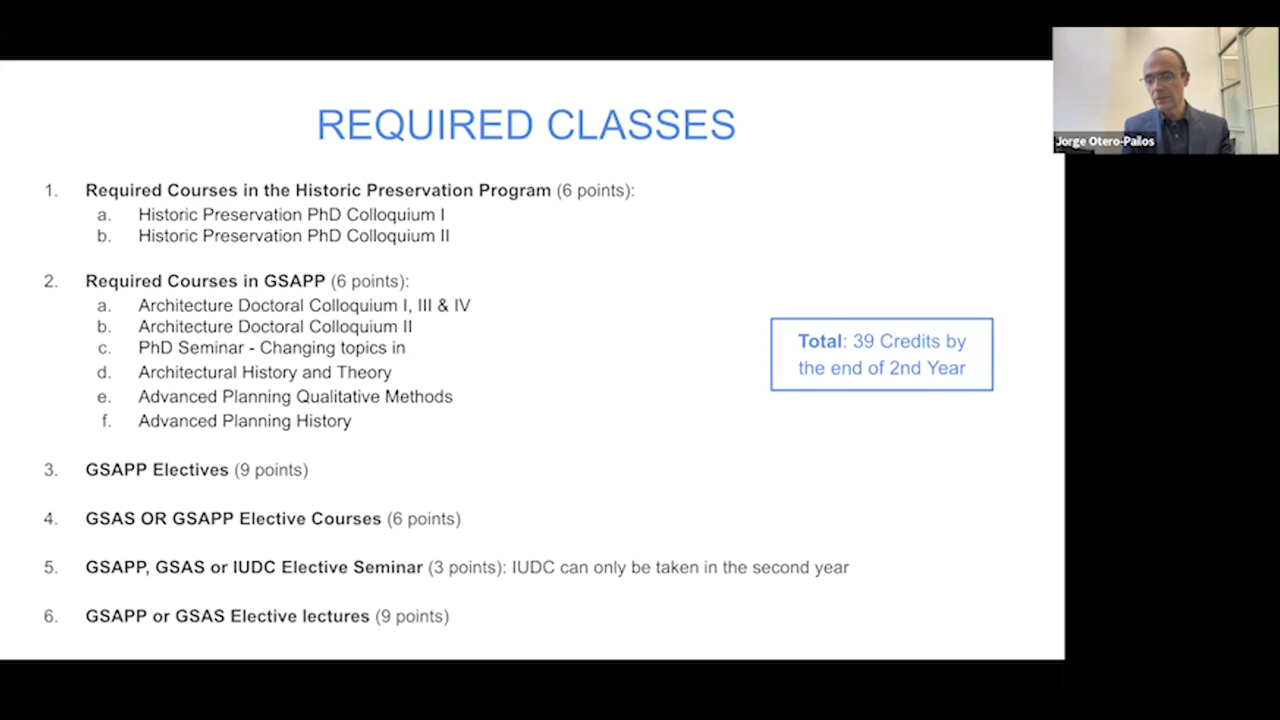 REQUIRED CLASSES
1. Required Courses in the Historic Preservation Program (6 points):
a. Historic Preservation PhD Colloquium I
b. Historic Preservation PhD Colloquium II
2. Required Courses in GSAPP (6 points):
a. Architecture Doctoral Colloquium I, III & IV
b. Architecture Doctoral Colloquium II
c. PhD Seminar - Changing topics in
d. Architectural History and Theory
e. Advanced Planning Qualitative Methods
f. Advanced Planning History
3. GSAPP Electives (9 points)
4. GSAS OR GSAPP Elective Courses (6 points)
5. GSAPP, GSAS or IUDC Elective Seminar (3 points): IUDC can only be taken in the second year
6. GSAPP or GSAS Elective lectures (9 points)
Total: 39 Credits by
the end of 2nd Year
Jorge Otero-Pailos